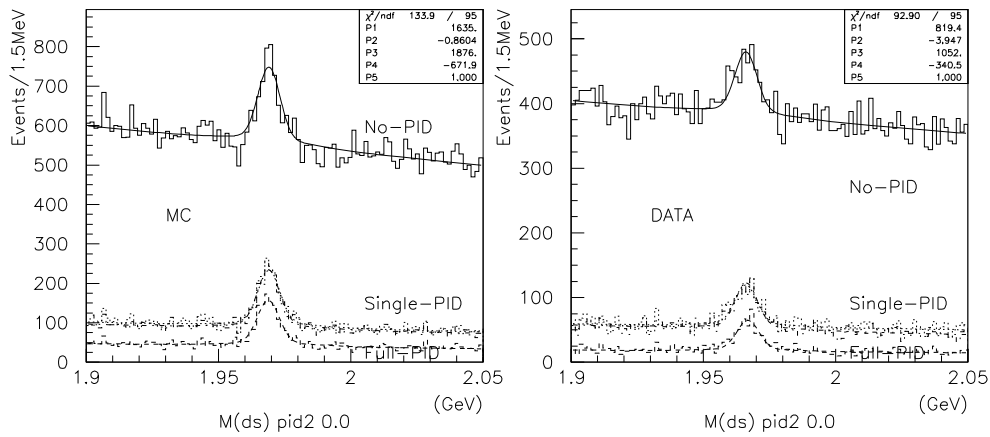 χ²/ndf 133.9 / 95
P1 1635.
P2 -0.8604
P3 1876.
P4 -671.9
P5 1.000
Events/1.5MeV
800
700
600
500
400
300
200
100
0
No-PID
MC
Single-PID
Full-PID
1.9 1.95 2 2.05
(GeV)
M(ds) pid2 0.0
χ²/ndf 92.90 / 95
P1 819.4
P2 -3.947
P3 1052.
P4 -340.5
P5 1.000
Events/1.5MeV
500
400
300
200
100
0
No-PID
DATA
Single-PID
Full-PID
1.9 1.95 2 2.05
(GeV)
M(ds) pid2 0.0